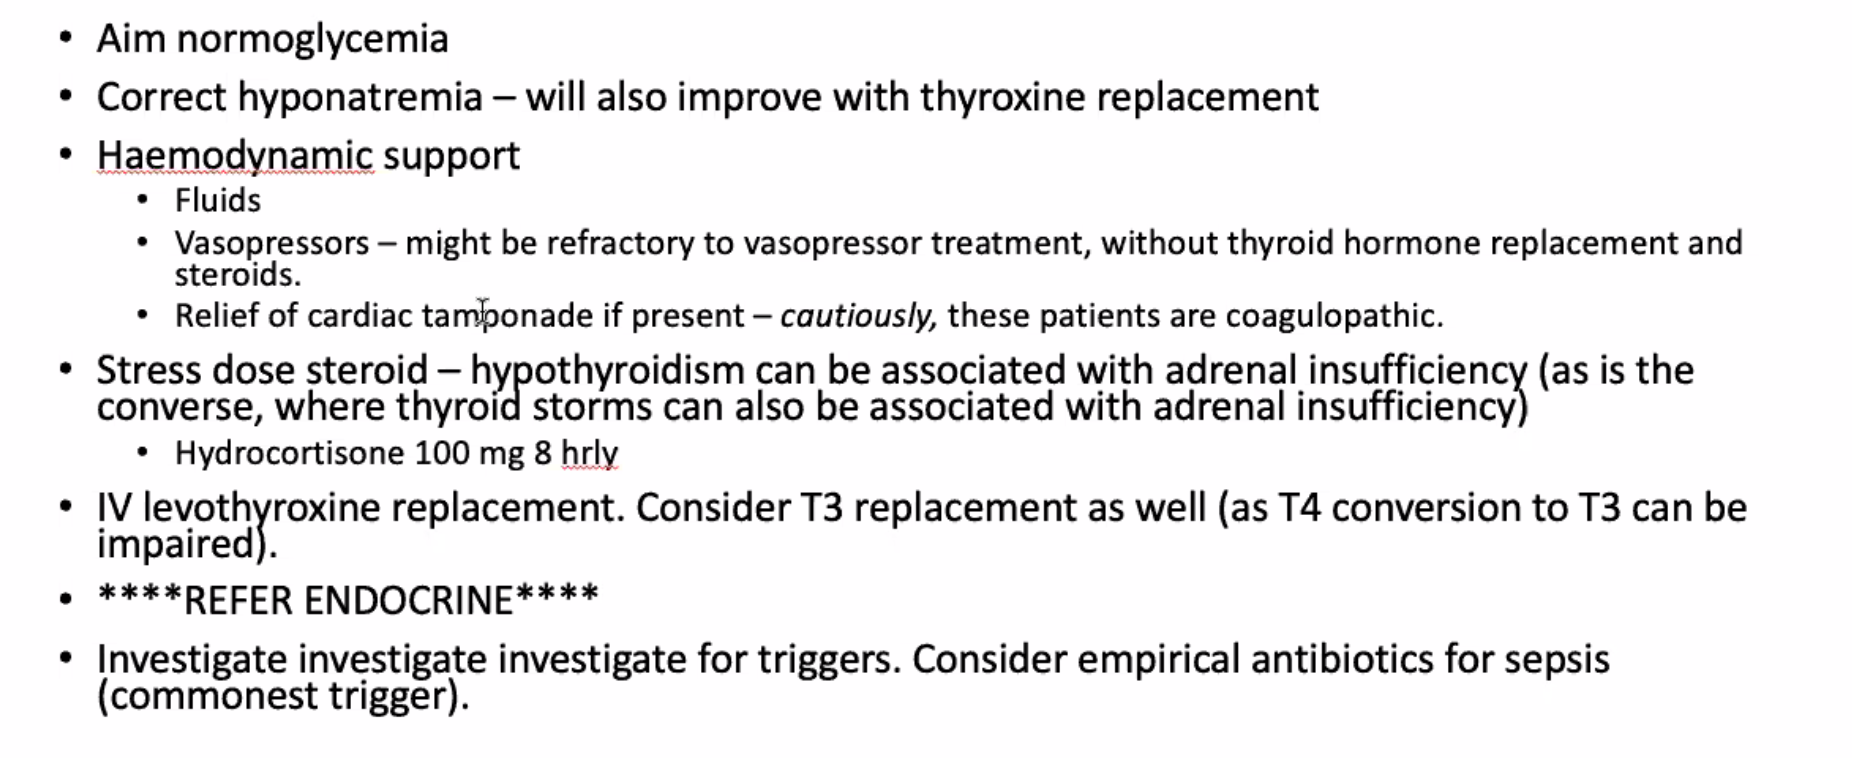 • Aim normoglycemia
• Correct hyponatremia – will also improve with thyroxine replacement
• Haemodynamic support
• Fluids
• Vasopressors – might be refractory to vasopressor treatment, without thyroid hormone replacement and
steroids.
• Relief of cardiac tamponade if present – cautiously, these patients are coagulopathic.
• Stress dose steroid – hypothyroidism can be associated with adrenal insufficiency (as is the
converse, where thyroid storms can also be associated with adrenal insufficiency)
• Hydrocortisone 100 mg 8 hrly
• IV levothyroxine replacement. Consider T3 replacement as well (as T4 conversion to T3 can be
impaired).
• ****REFER ENDOCRINE****
• Investigate investigate investigate for triggers. Consider empirical antibiotics for sepsis
(commonest trigger).